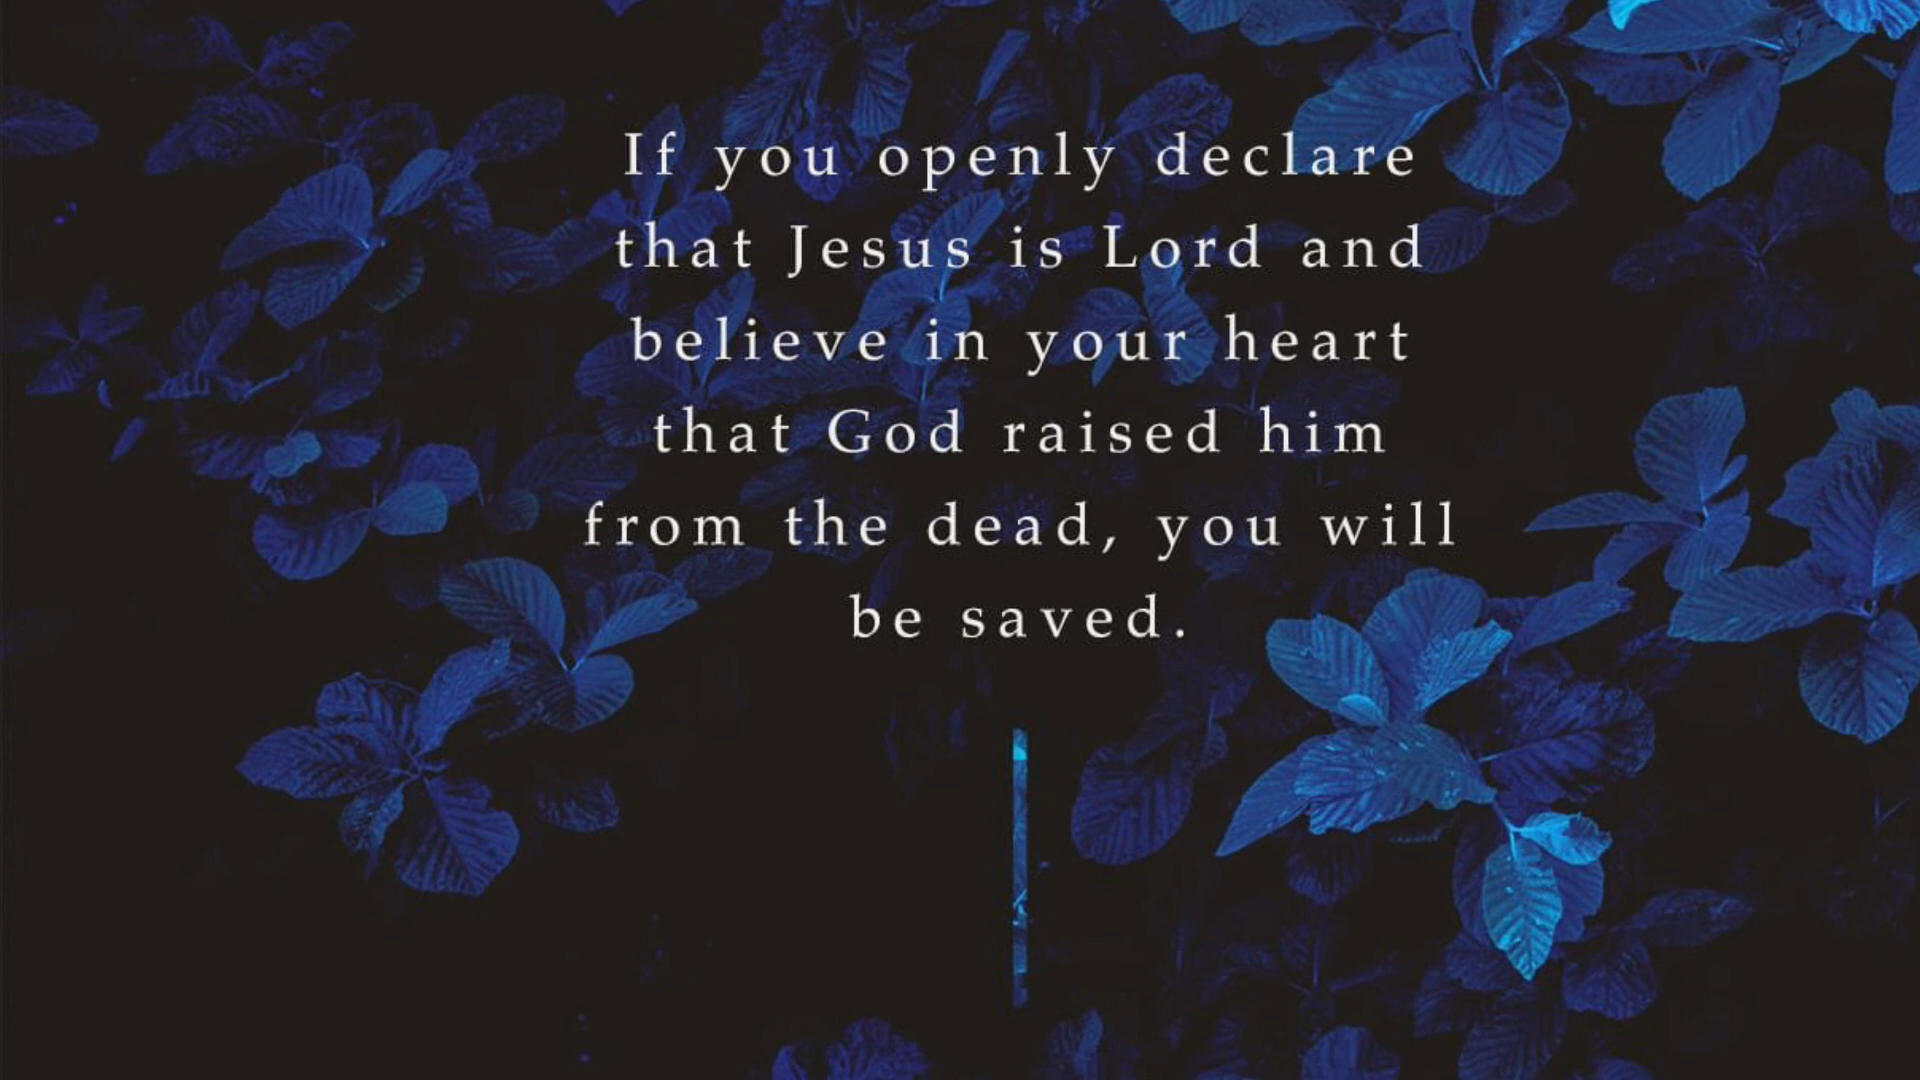 If you openly declare
that Jesus is Lord and
believe in your heart
that God raised him
from the dead, you will
be saved.